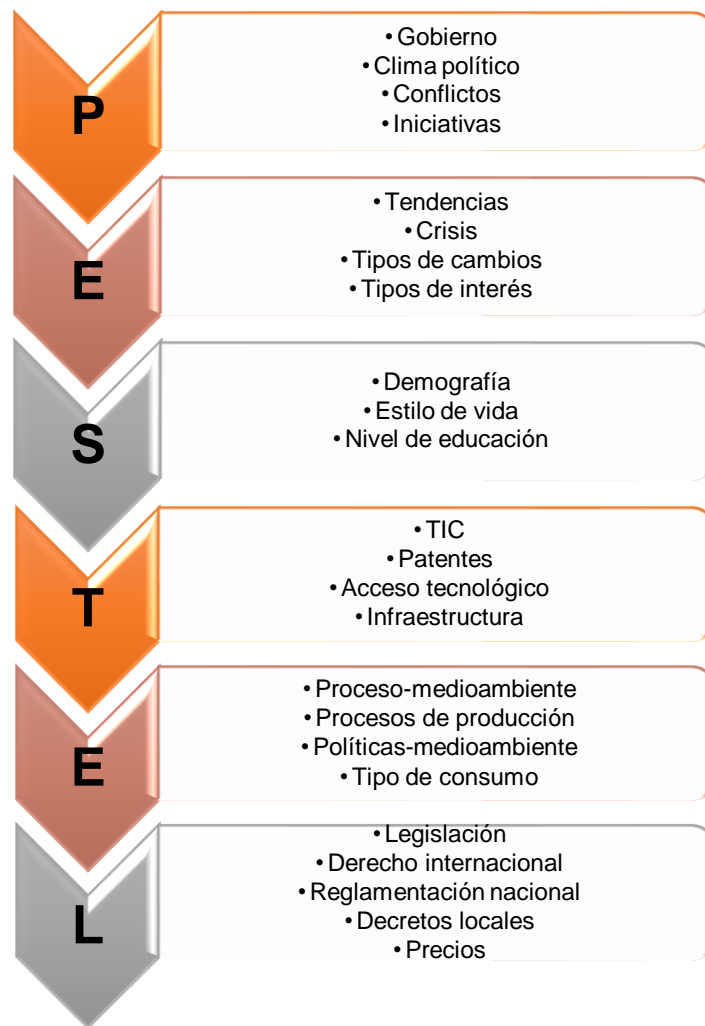 P
• Gobierno
• Clima político
• Conflictos
• Iniciativas
E
• Tendencias
• Crisis
• Tipos de cambios
• Tipos de interés
S
• Demografía
• Estilo de vida
• Nivel de educación
T
• TIC
• Patentes
• Acceso tecnológico
• Infraestructura
E
• Proceso-medioambiente
• Procesos de producción
• Políticas-medioambiente
• Tipo de consumo
L
• Legislación
• Derecho internacional
• Reglamentación nacional
• Decretos locales
• Precios